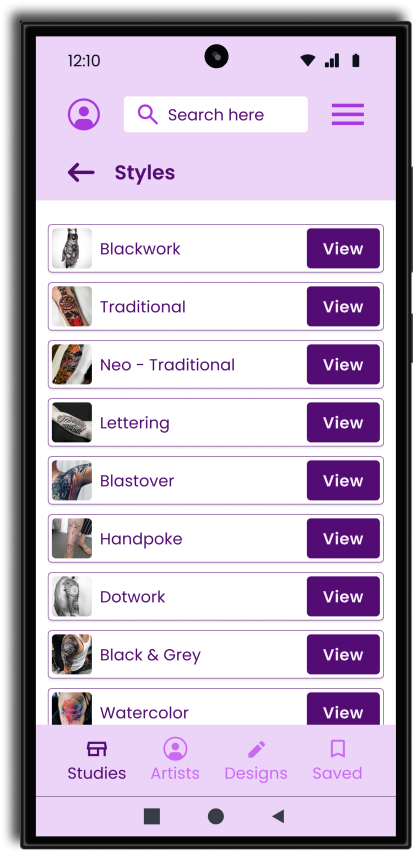 12:10
Search here
Styles
Blackwork
View
Traditional
View
Neo - Traditional
View
Lettering
View
Blastover
View
Handpoke
View
Dotwork
View
Black & Grey
View
Watercolor
View
Studies Artists Designs Saved